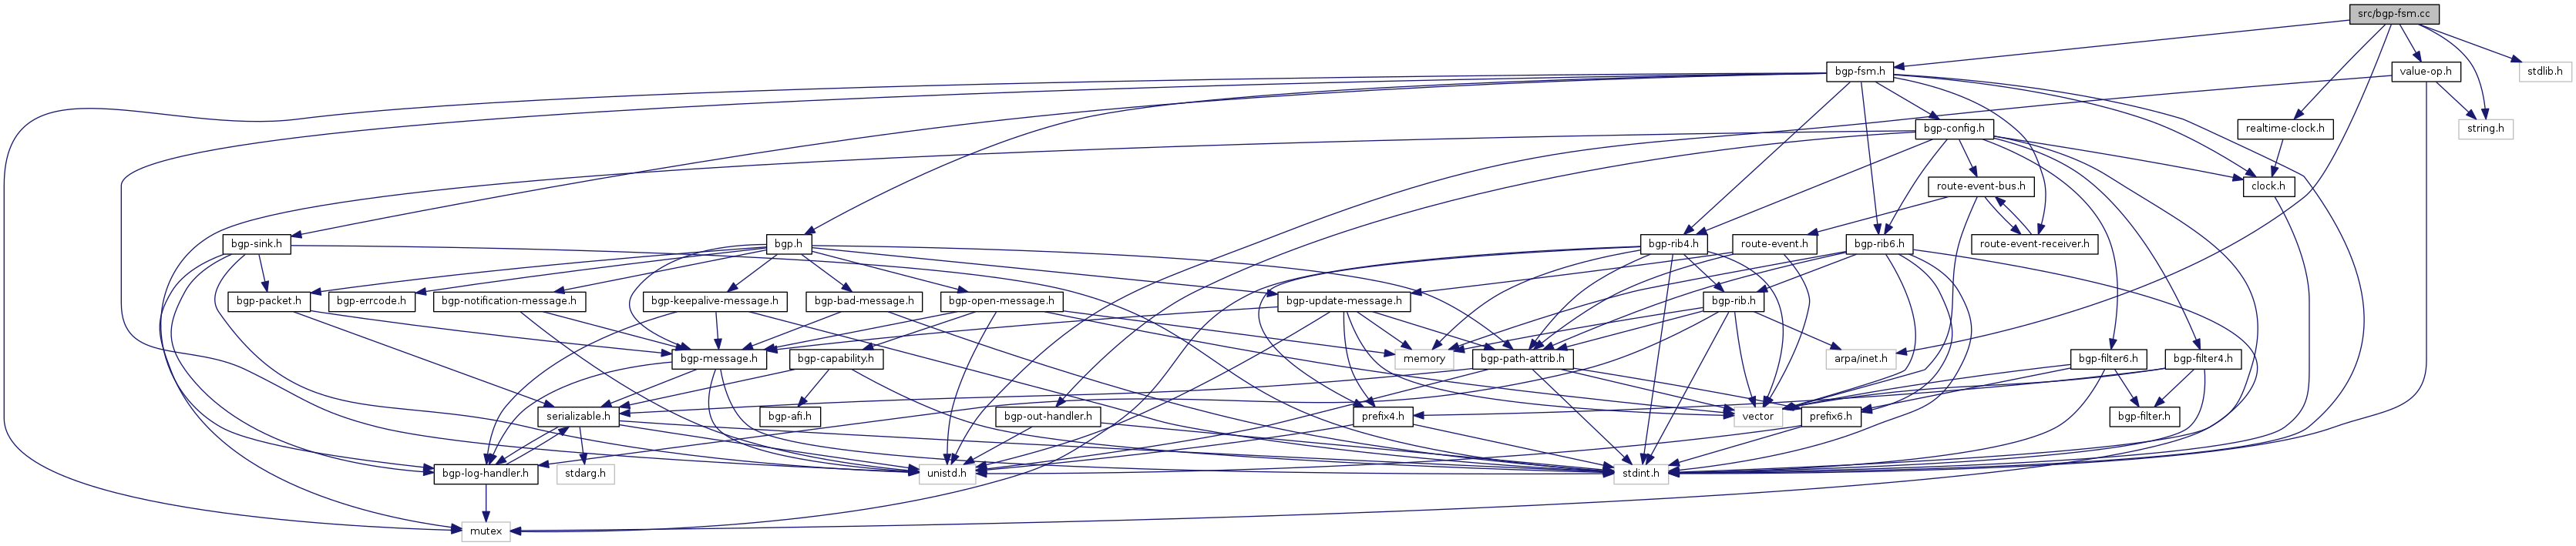 src/bgp-fsm.cc
bgp-fsm.h
value-op.h
stdlib.h
bgp-config.h
realtime-clock.h
string.h
route-event-bus.h
clock.h
bgp-sink.h
bgp.h
bgp-rib4.h
route-event.h
bgp-rib6.h
route-event-receiver.h
bgp-packet.h
bgp-errcode.h
bgp-notification-message.h
bgp-keepalive-message.h
bgp-bad-message.h
bgp-open-message.h
bgp-update-message.h
bgp-rib.h
bgp-message.h
bgp-capability.h
memory
bgp-path-attrib.h
arpa/inet.h
bgp-filter6.h
bgp-filter4.h
serializable.h
bgp-afi.h
bgp-out-handler.h
prefix4.h
vector
prefix6.h
bgp-filter.h
bgp-log-handler.h
stdarg.h
unistd.h
stdint.h
mutex